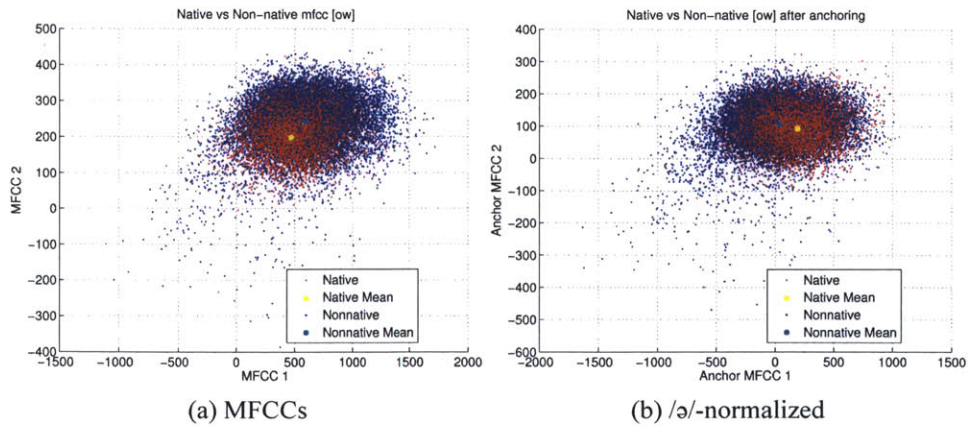 Native vs Non-native mfcc [ow]
500
400
300
200
100
0
−100
−200
−300
−400
−1500
−1000
−500
0
500
1000
1500
2000
MFCC 2
MFCC 1
Native
Native Mean
Nonnative
Nonnative Mean
(a) MFCCs
Native vs Non-native [ow] after anchoring
400
300
200
100
0
−100
−200
−300
−400
−500
−600
−2000
−1500
−1000
−500
0
500
1000
1500
Anchor MFCC 2
Anchor MFCC 1
Native
Native Mean
Nonnative
Nonnative Mean
(b) /ə/-normalized